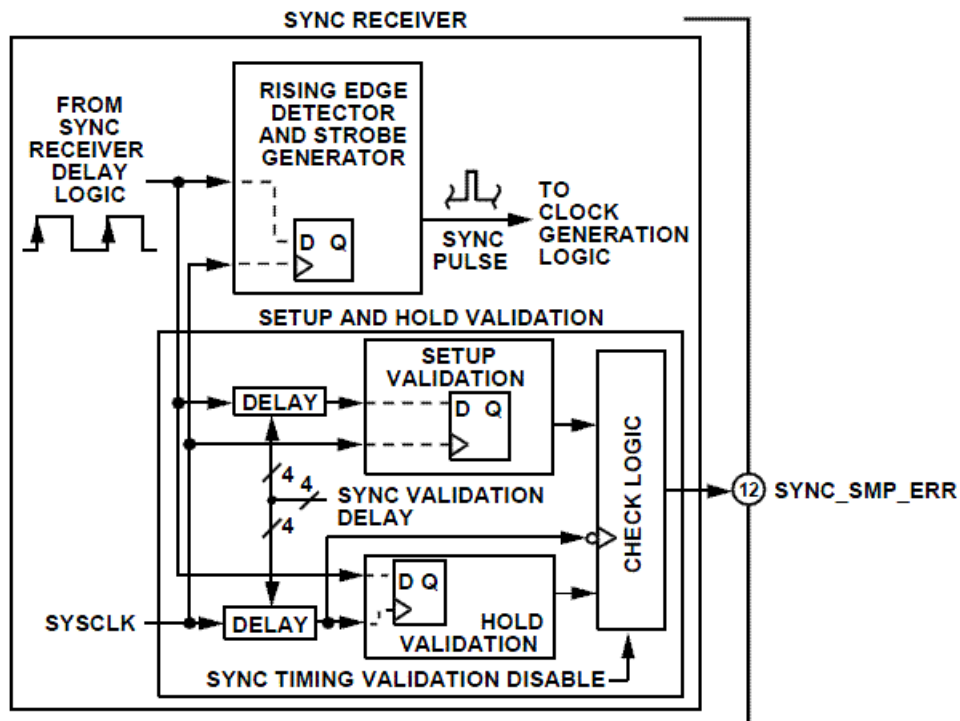 SYNC RECEIVER
FROM
SYNC
RECEIVER
DELAY
LOGIC
RISING EDGE
DETECTOR
AND STROBE
GENERATOR
D Q
SYNC
PULSE
TO
CLOCK
GENERATION
LOGIC
SETUP AND HOLD VALIDATION
SETUP
VALIDATION
DELAY
D Q
4
4
4
SYNC VALIDATION
DELAY
CHECK LOGIC
12
SYNC_SMP_ERR
D Q
SYSCLK
DELAY
HOLD
VALIDATION
SYNC TIMING VALIDATION DISABLE